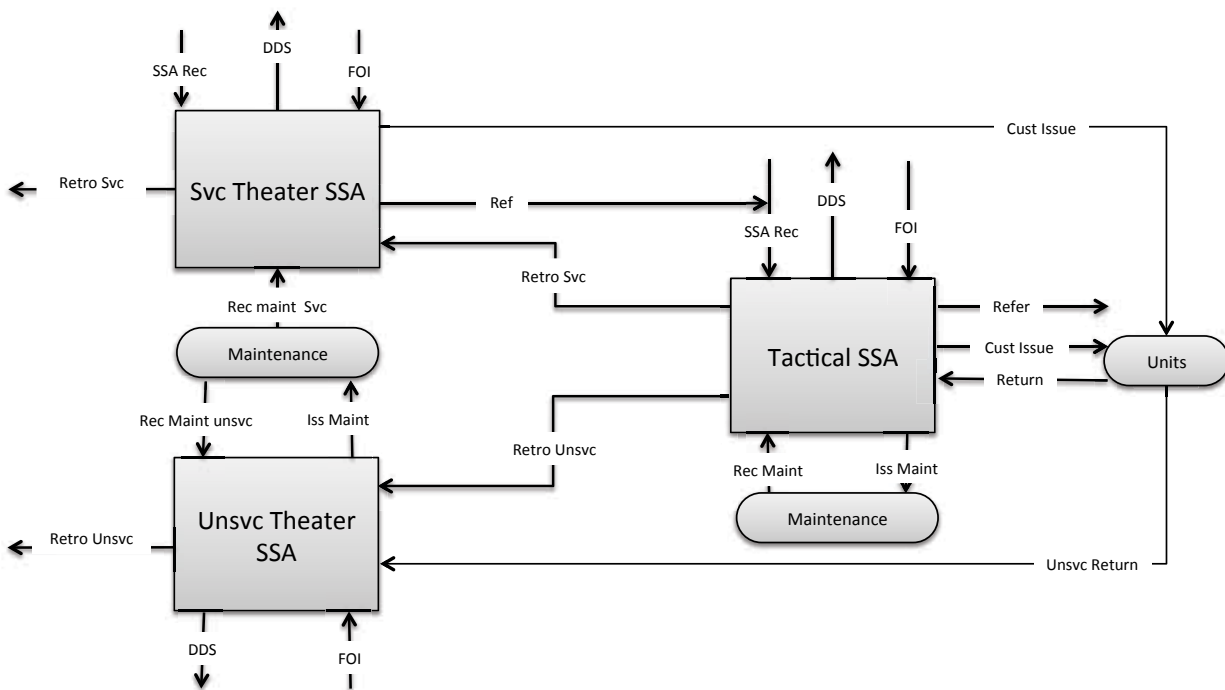 DDS
SSA Rec
FOI
Cust Issue
Retro Svc
Svc Theater SSA
Ref
DDS
SSA Rec
FOI
Retro Svc
Rec maint  Svc
Refer
Maintenance
Tactical SSA
Cust Issue
Units
Return
Rec Maint unsvc
Iss Maint
Retro Unsvc
Rec Maint
Iss Maint
Unsvc Theater
SSA
Maintenance
Retro Unsvc
Unsvc Return
DDS
FOI